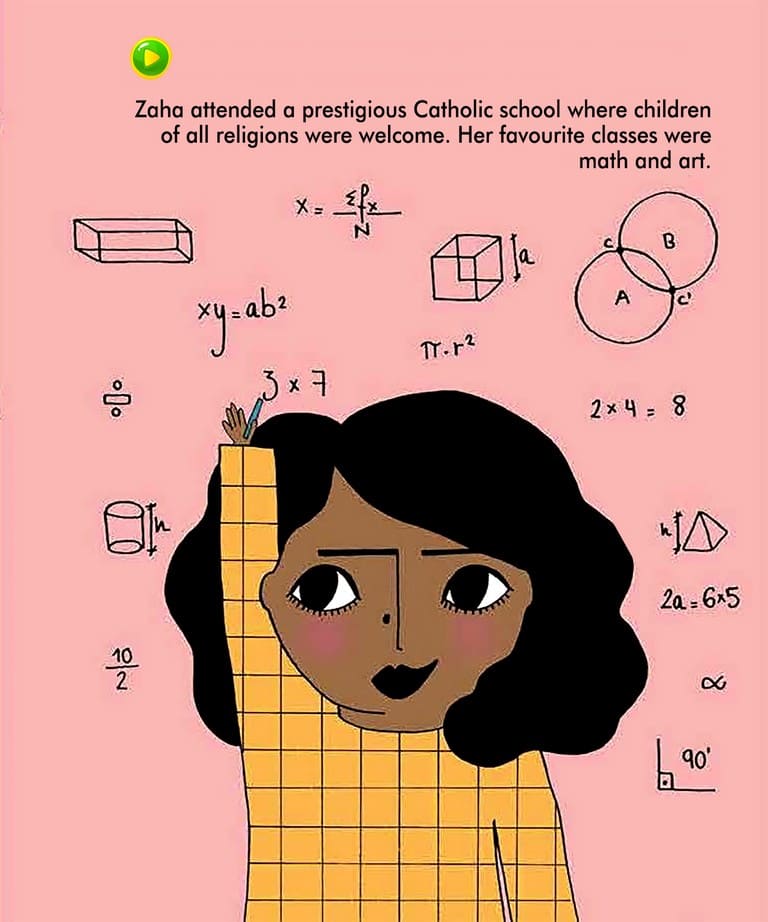 Zaha attended a prestigious Catholic school where children
of all religions were welcome. Her favourite classes were
math and art.
x = Σfx
N
a
B
c
A
c'
xy = ab²
π.r²
3 x 7
÷
2 x 4 = 8
h
h
2a = 6x5
10
2
∝
90'